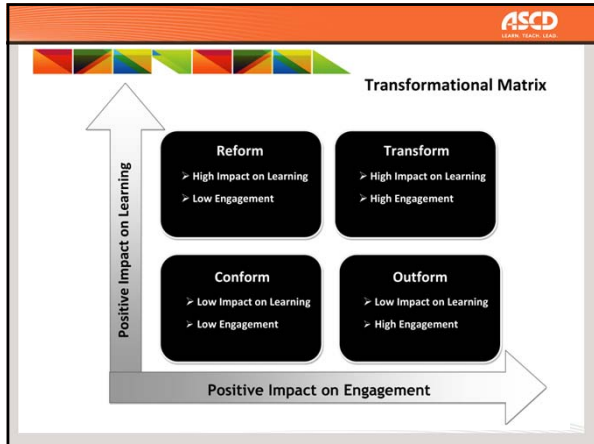 ASCD
LEARN. TEACH. LEAD.
Transformational Matrix
Positive Impact on Learning
Reform
➢ High Impact on Learning
➢ Low Engagement
Transform
➢ High Impact on Learning
➢ High Engagement
Conform
➢ Low Impact on Learning
➢ Low Engagement
Outform
➢ Low Impact on Learning
➢ High Engagement
Positive Impact on Engagement